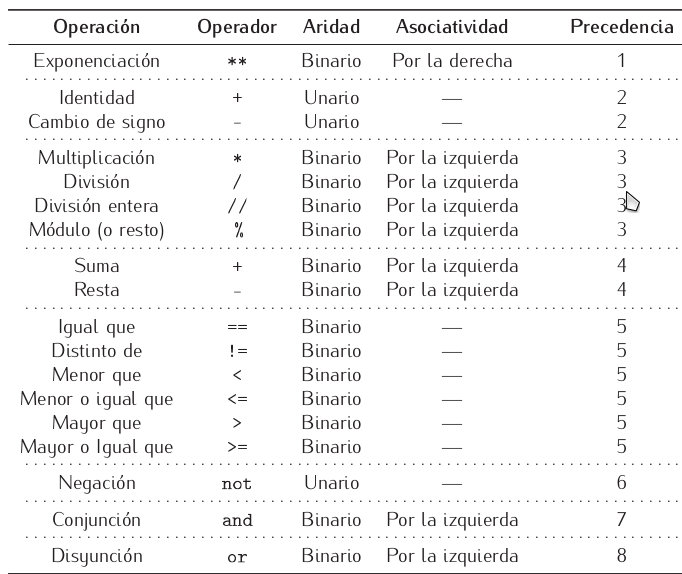 Operación Operador Aridad Asociatividad Precedencia
Exponenciación ** Binario Por la derecha 1
Identidad + Unario — 2
Cambio de signo - Unario — 2
Multiplicación * Binario Por la izquierda 3
División / Binario Por la izquierda 3
División entera // Binario Por la izquierda 3
Módulo (o resto) % Binario Por la izquierda 3
Suma + Binario Por la izquierda 4
Resta - Binario Por la izquierda 4
Igual que == Binario — 5
Distinto de != Binario — 5
Menor que < Binario — 5
Menor o igual que <= Binario — 5
Mayor que > Binario — 5
Mayor o Igual que >= Binario — 5
Negación not Unario — 6
Conjunción and Binario Por la izquierda 7
Disyunción or Binario Por la izquierda 8